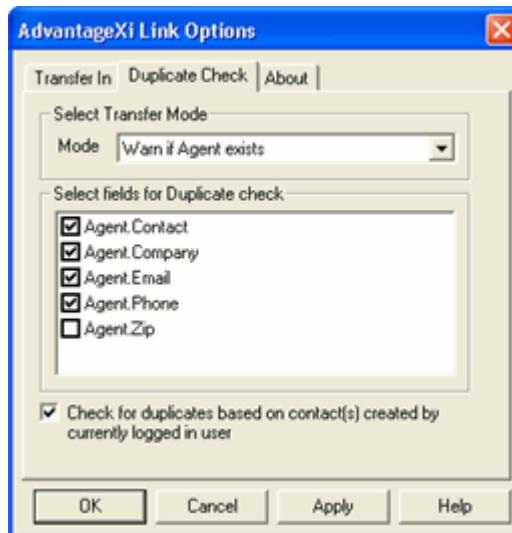 AdvantageXi Link Options
Transfer In Duplicate Check About
Select Transfer Mode
Mode Warn if Agent exists
Select fields for Duplicate check
Agent.Contact
Agent.Company
Agent.Email
Agent.Phone
Agent.Zip
Check for duplicates based on contact(s) created by
currently logged in user
OK Cancel Apply Help